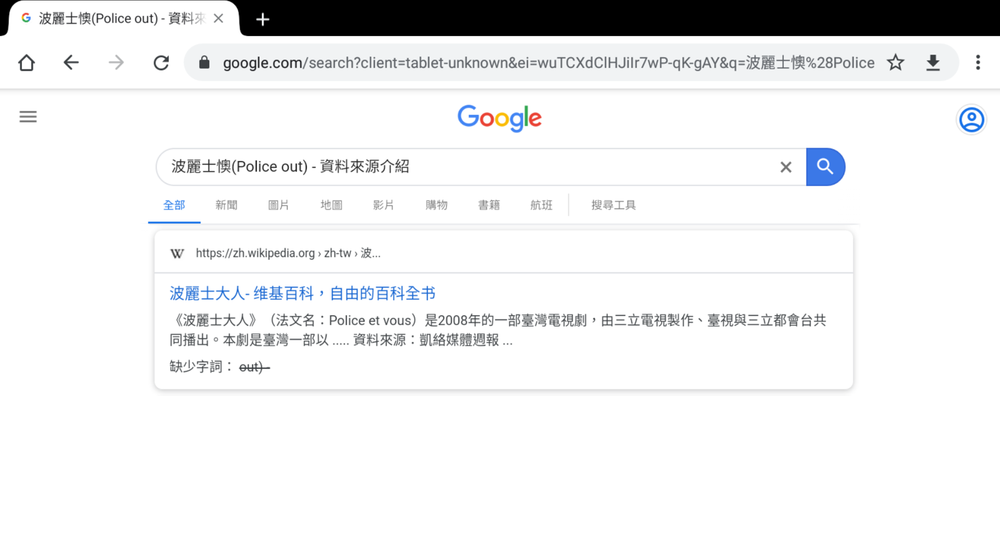 波麗士懊(Police out) - 資料來
google.com/search?client=tablet-unknown&ei=wuTCXdClHJiIr7wP-qK-gAY&q=波麗士懊%28Police
Google
波麗士懊(Police out) - 資料來源介紹
全部 新聞 圖片 地圖 影片 購物 書籍 航班 搜尋工具
W https://zh.wikipedia.org › zh-tw › 波...
波麗士大人- 维基百科，自由的百科全书
《波麗士大人》（法文名：Police et vous）是2008年的一部臺灣電視劇，由三立電視製作、臺視與三立都會台共
同播出。本劇是臺灣一部以 ..... 資料來源：凱絡媒體週報 ...
缺少字詞： out) -